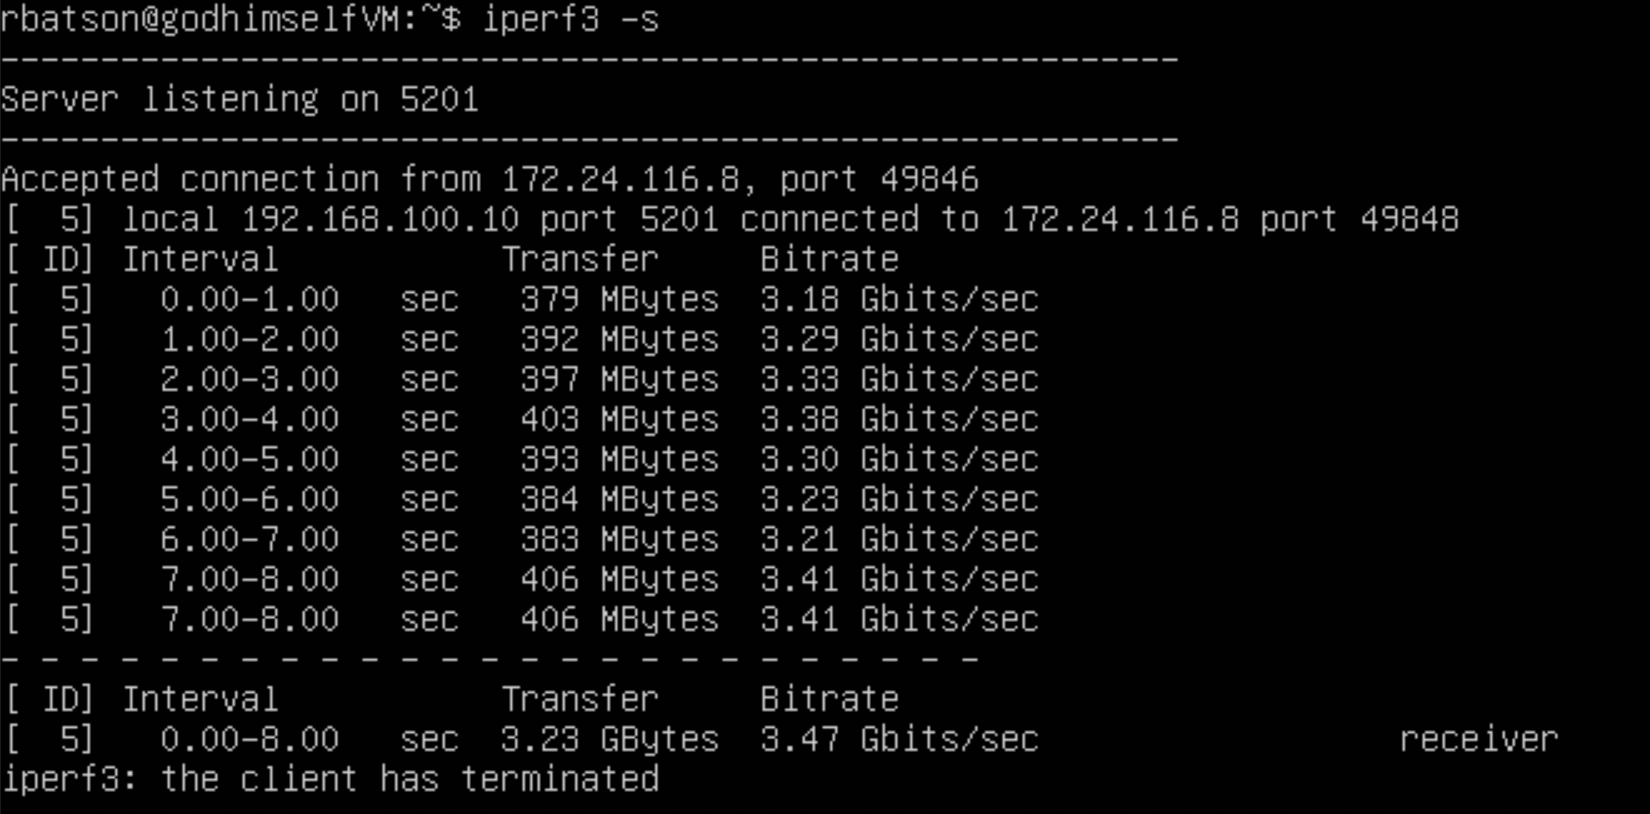 rbatson@godhimselfVM:~$ iperf3 -s
-----------------------------------------------------------
Server listening on 5201
-----------------------------------------------------------
Accepted connection from 172.24.116.8, port 49846
[  5] local 192.168.100.10 port 5201 connected to 172.24.116.8 port 49848
[ ID] Interval           Transfer     Bitrate
[  5]   0.00-1.00   sec   379 MBytes  3.18 Gbits/sec
[  5]   1.00-2.00   sec   392 MBytes  3.29 Gbits/sec
[  5]   2.00-3.00   sec   397 MBytes  3.33 Gbits/sec
[  5]   3.00-4.00   sec   403 MBytes  3.38 Gbits/sec
[  5]   4.00-5.00   sec   393 MBytes  3.30 Gbits/sec
[  5]   5.00-6.00   sec   384 MBytes  3.23 Gbits/sec
[  5]   6.00-7.00   sec   383 MBytes  3.21 Gbits/sec
[  5]   7.00-8.00   sec   406 MBytes  3.41 Gbits/sec
[  5]   7.00-8.00   sec   406 MBytes  3.41 Gbits/sec
- - - - - - - - - - - - - - - - - - - - - - - - -
[ ID] Interval           Transfer     Bitrate
[  5]   0.00-8.00   sec  3.23 GBytes  3.47 Gbits/sec                  receiver
iperf3: the client has terminated